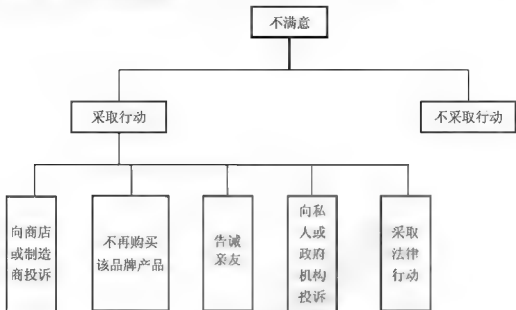 不满意
采取行动
不采取行动
向商店
或制造
商投诉
不再购买
该品牌产品
告诫
亲友
向私
人或
政府
机构
投诉
采取
法律
行动